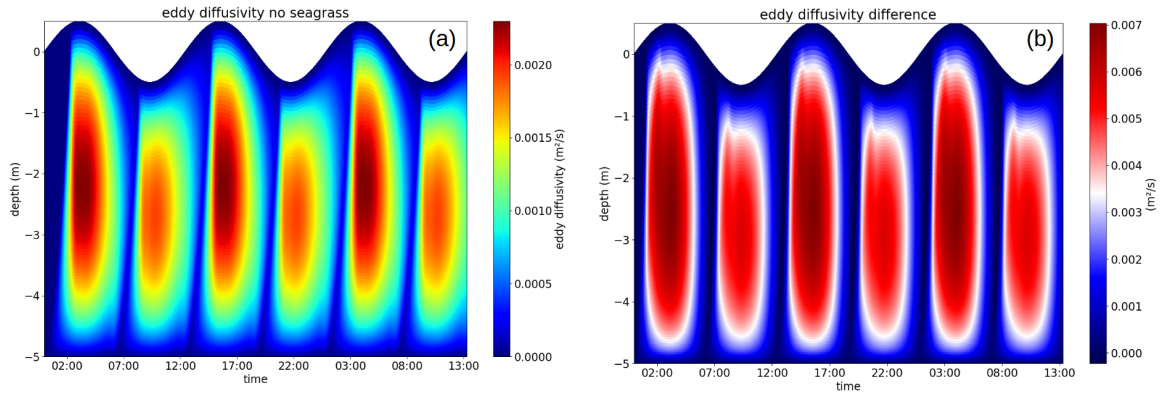 eddy diffusivity no seagrass
(a)
0
−1
−2
−3
−4
−5
depth (m)
02:00 07:00 12:00 17:00 22:00 03:00 08:00 13:00
time
0.0020
0.0015
0.0010
0.0005
0.0000
eddy diffusivity (m²/s)
eddy diffusivity difference
(b)
0
−1
−2
−3
−4
−5
depth (m)
02:00 07:00 12:00 17:00 22:00 03:00 08:00 13:00
time
0.007
0.006
0.005
0.004
0.003
0.002
0.001
0.000
(m²/s)